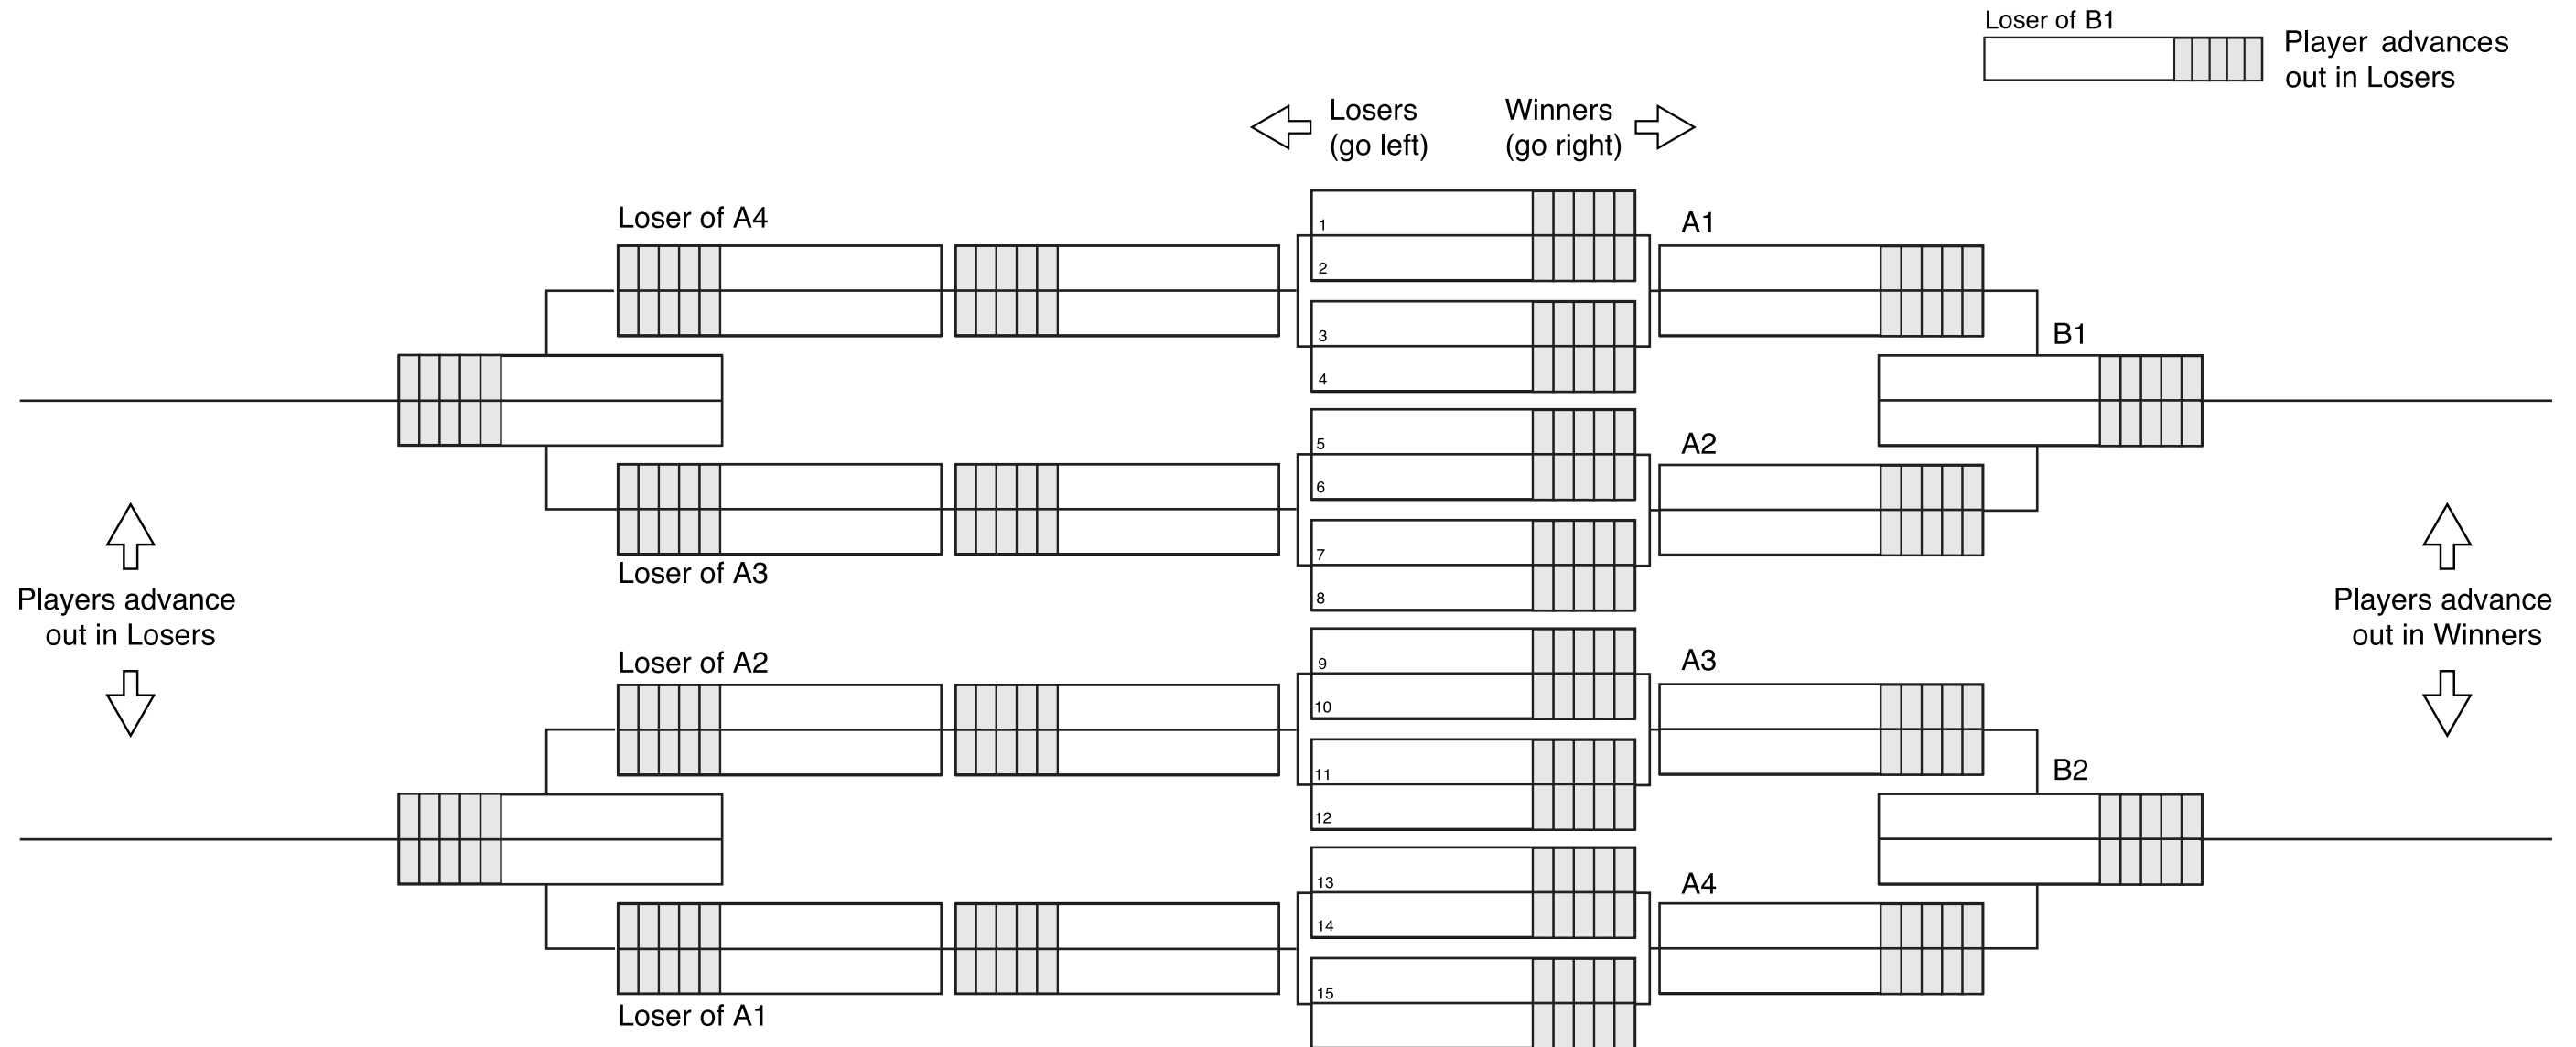 Loser of B1
Player advances
out in Losers
Losers
(go left)
Winners
(go right)
Loser of A4
1
2
A1
3
4
B1
5
6
A2
7
8
Loser of A3
Players advance
out in Losers
Players advance
out in Winners
Loser of A2
9
10
A3
11
12
B2
13
14
A4
15
Loser of A1